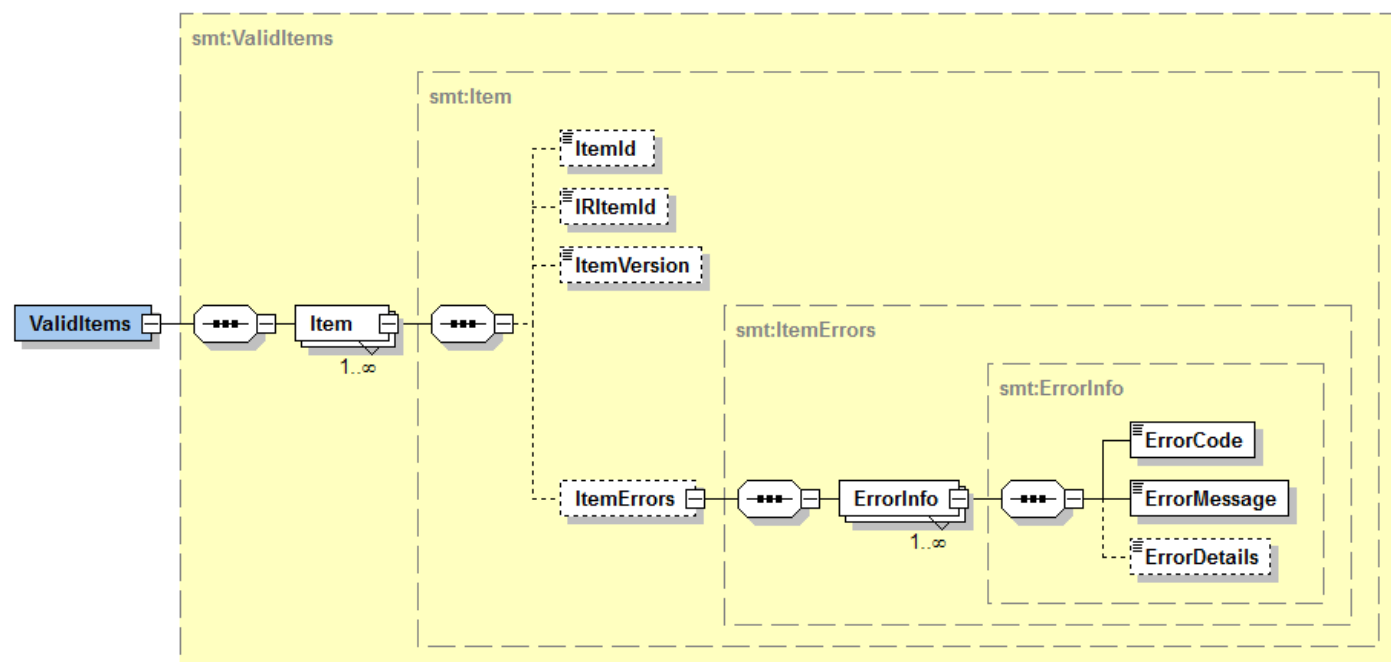 smt:ValidItems
smt:Item
ItemId
IRItemId
ItemVersion
ValidItems
Item
1..∞
smt:ItemErrors
smt:ErrorInfo
ErrorCode
ItemErrors
ErrorInfo
1..∞
ErrorMessage
ErrorDetails